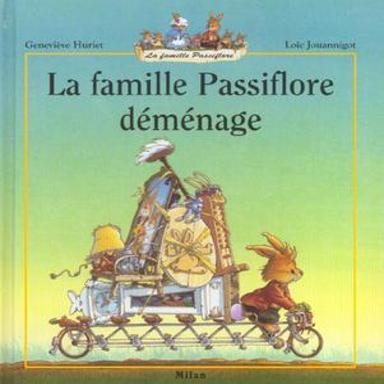 Geneviève Huriet
Loïc Jouannigot
La famille Passiflore
La famille Passiflore
déménage
Milan